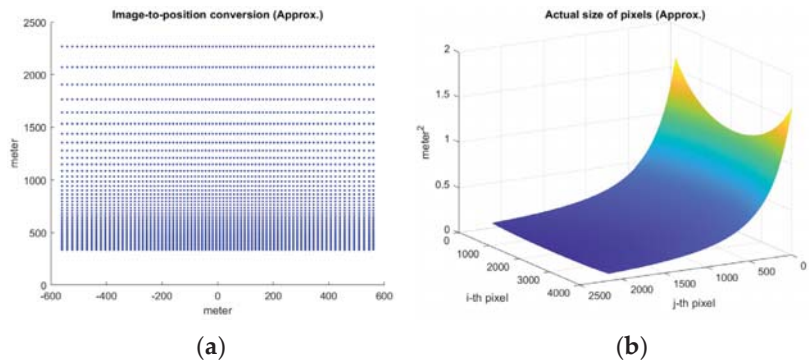 Image-to-position conversion (Approx.)
2500
2000
1500
1000
500
0
meter
-600 -400 -200 0 200 400 600
meter
(a)
Actual size of pixels (Approx.)
2
1.5
1
0.5
0
meter²
0 1000 2000 3000 4000
i-th pixel
2500 2000 1500 1000 500 0
j-th pixel
(b)